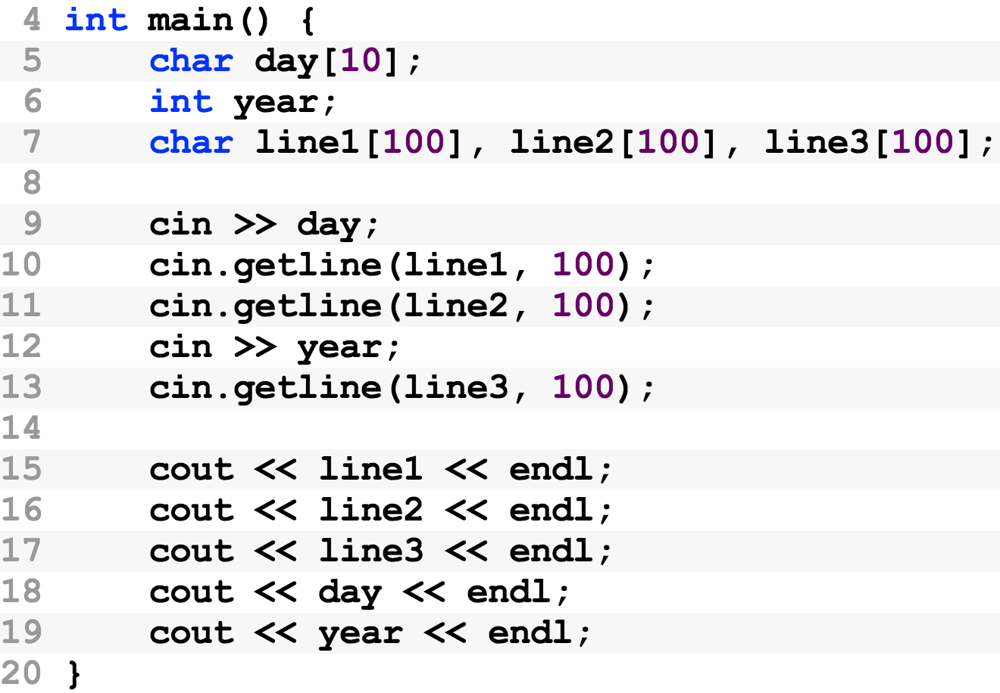 4 int main() {
5     char day[10];
6     int year;
7     char line1[100], line2[100], line3[100];
8
9     cin >> day;
10     cin.getline(line1, 100);
11     cin.getline(line2, 100);
12     cin >> year;
13     cin.getline(line3, 100);
14
15     cout << line1 << endl;
16     cout << line2 << endl;
17     cout << line3 << endl;
18     cout << day << endl;
19     cout << year << endl;
20 }